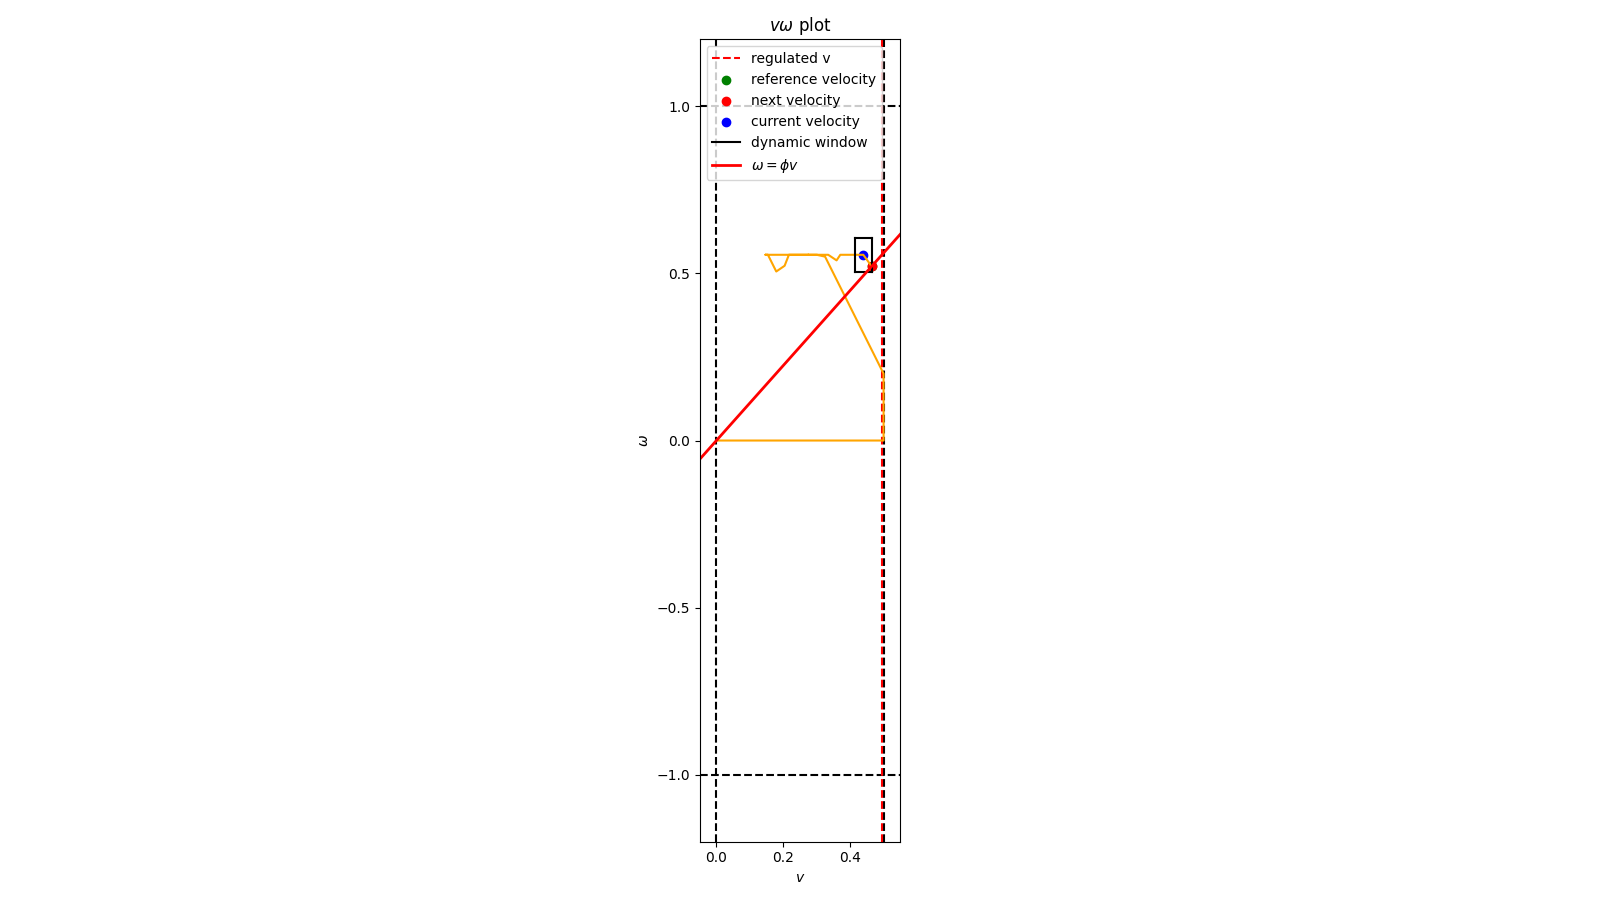 vω plot
regulated v
reference velocity
next velocity
current velocity
dynamic window
ω = ϕv
1.0
0.5
0.0
−0.5
−1.0
ω
0.0 0.2 0.4
v